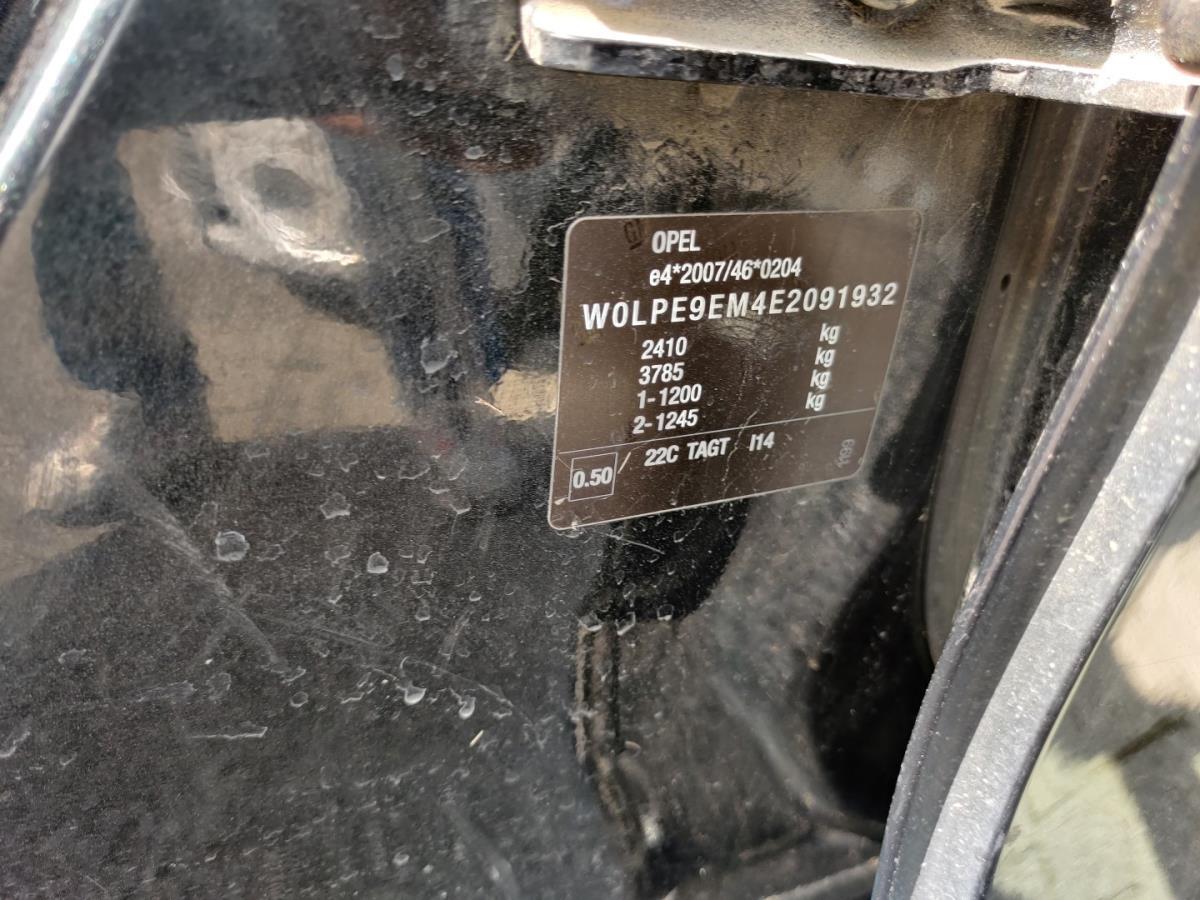 OPEL
e4*2007/46*0204
W0LPE9EM4E2091932
2410 kg
3785 kg
1-1200 kg
2-1245 kg
0.50 22C TAGT I14